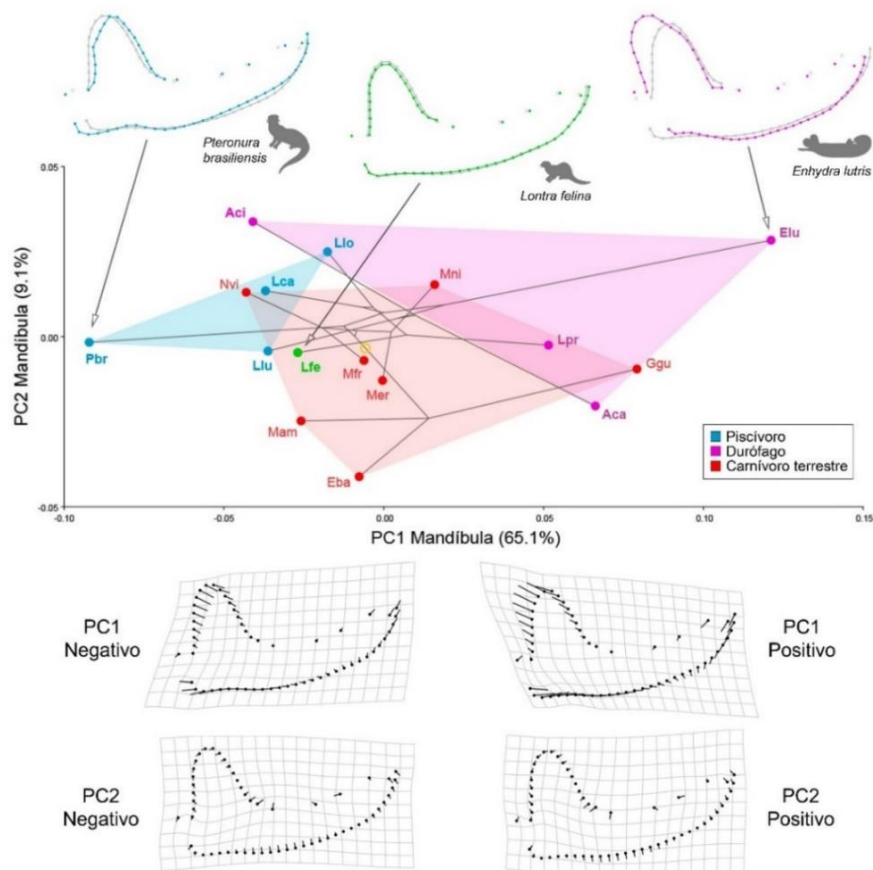 Pteronura
brasiliensis
Lontra felina
Enhydra lutris
0.05
Aci
Elu
Llo
Nvi
Lca
Mni
PC2 Mandíbula (9.1%)
0.00
Pbr
Llu
Lfe
Mfr
Mer
Lpr
Ggu
Aca
Mam
Eba
Piscívoro
Durófago
Carnívoro terrestre
-0.05
-0.10
-0.05
0.00
0.05
0.10
0.15
PC1 Mandíbula (65.1%)
PC1
Negativo
PC1
Positivo
PC2
Negativo
PC2
Positivo